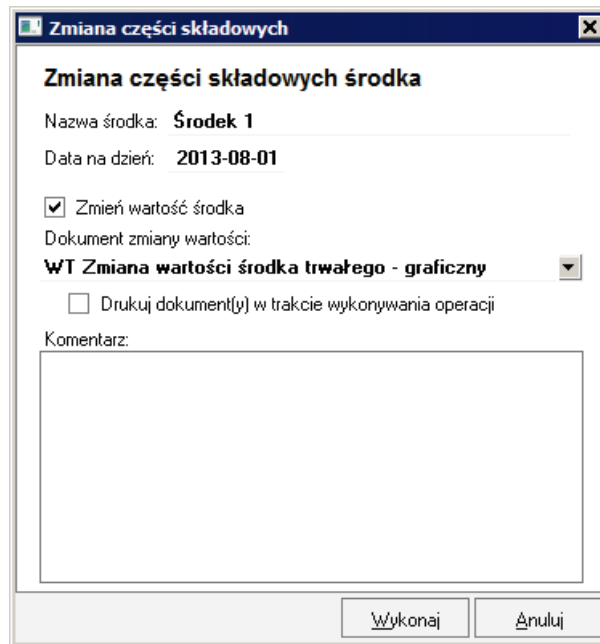 Zmiana części składowych
Zmiana części składowych środka
Nazwa środka: Środek 1
Data na dzień: 2013-08-01
Zmień wartość środka
Dokument zmiany wartości:
WT Zmiana wartości środka trwałego - graficzny
Drukuj dokument(y) w trakcie wykonywania operacji
Komentarz:
Wykonaj Anuluj